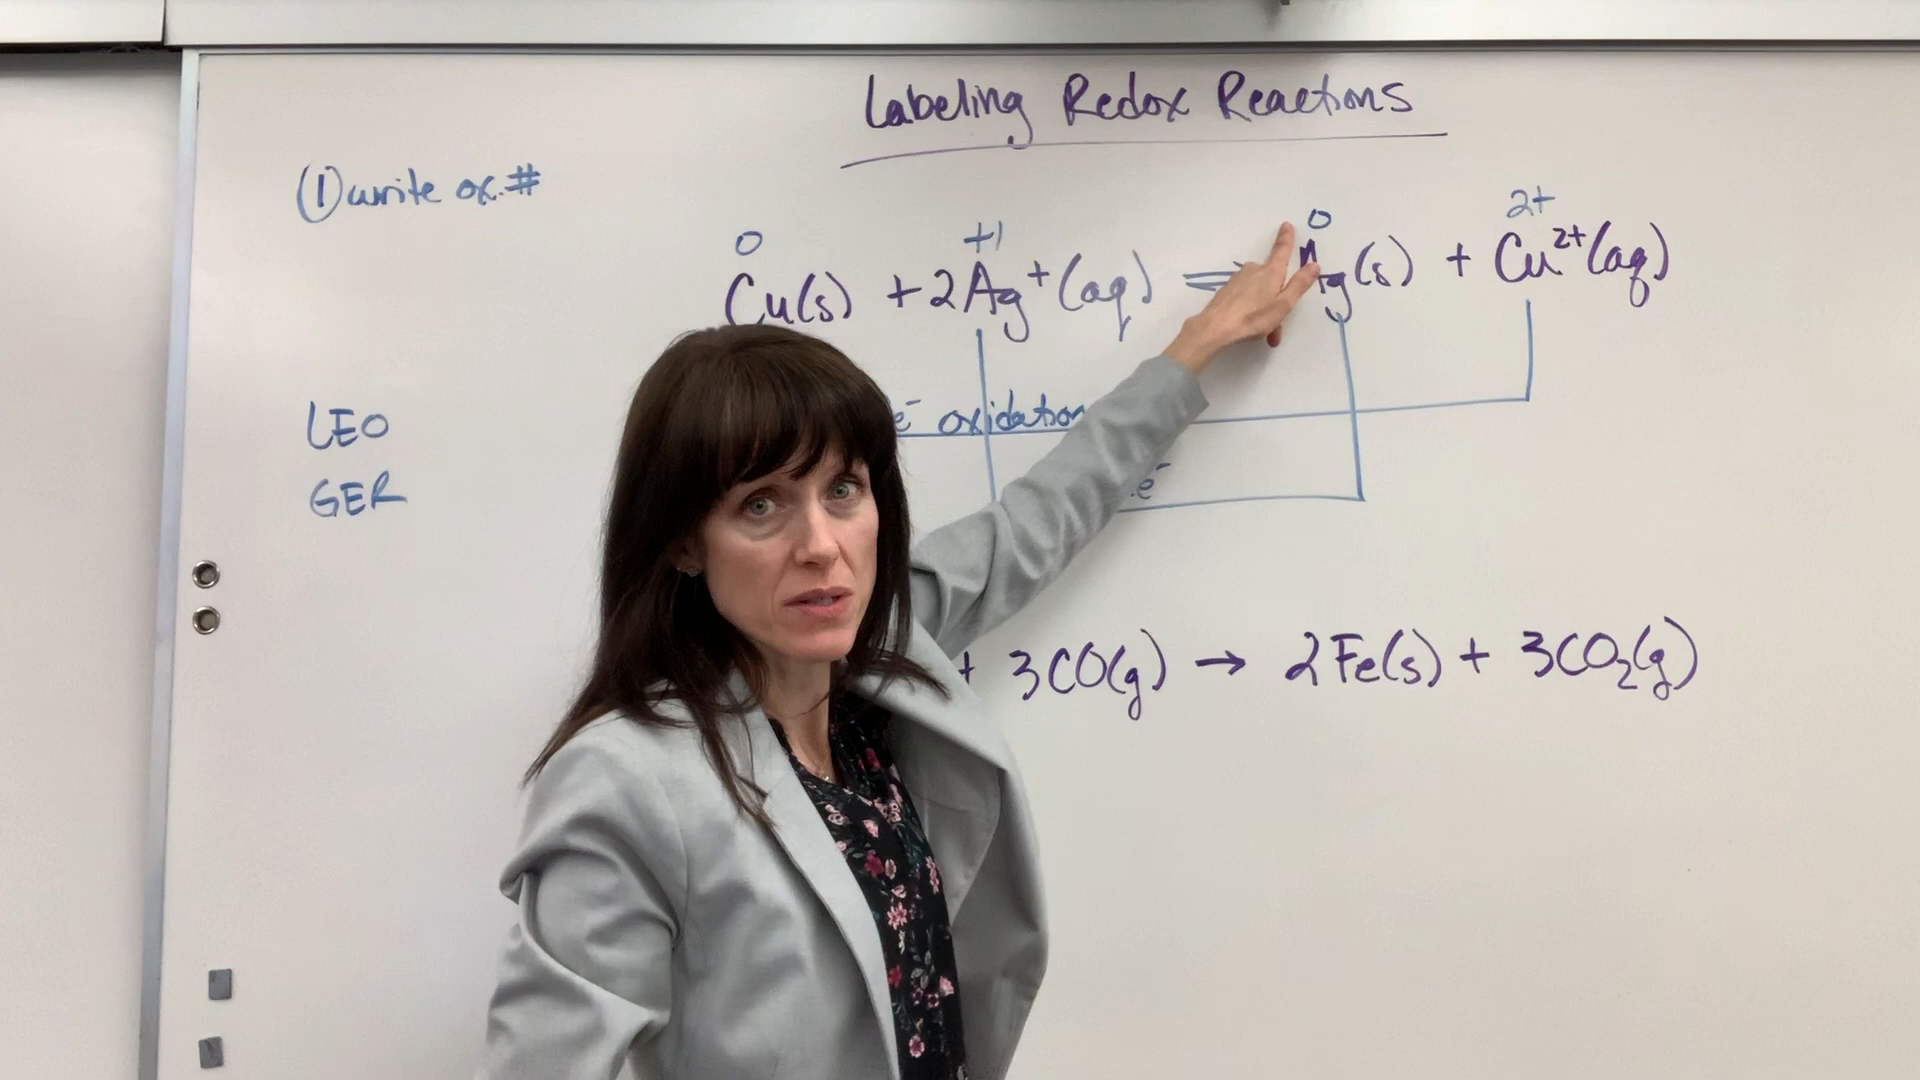 Labeling Redox Reactions
① write ox.#
0 +1 0 2+
Cu(s) + 2Ag⁺(aq) ⇌ Ag(s) + Cu²⁺(aq)
LEO
e⁻ oxidation
GER
e⁻
+ 3CO(g) → 2Fe(s) + 3CO₂(g)